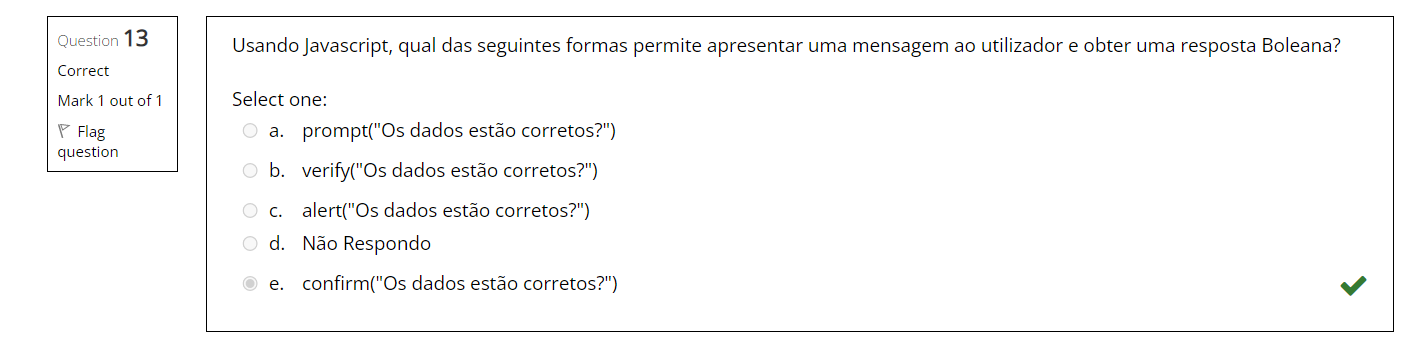 Question 13
Correct
Mark 1 out of 1
Flag
question
Usando Javascript, qual das seguintes formas permite apresentar uma mensagem ao utilizador e obter uma resposta Boleana?
Select one:
a. prompt("Os dados estão corretos?")
b. verify("Os dados estão corretos?")
c. alert("Os dados estão corretos?")
d. Não Respondo
e. confirm("Os dados estão corretos?")